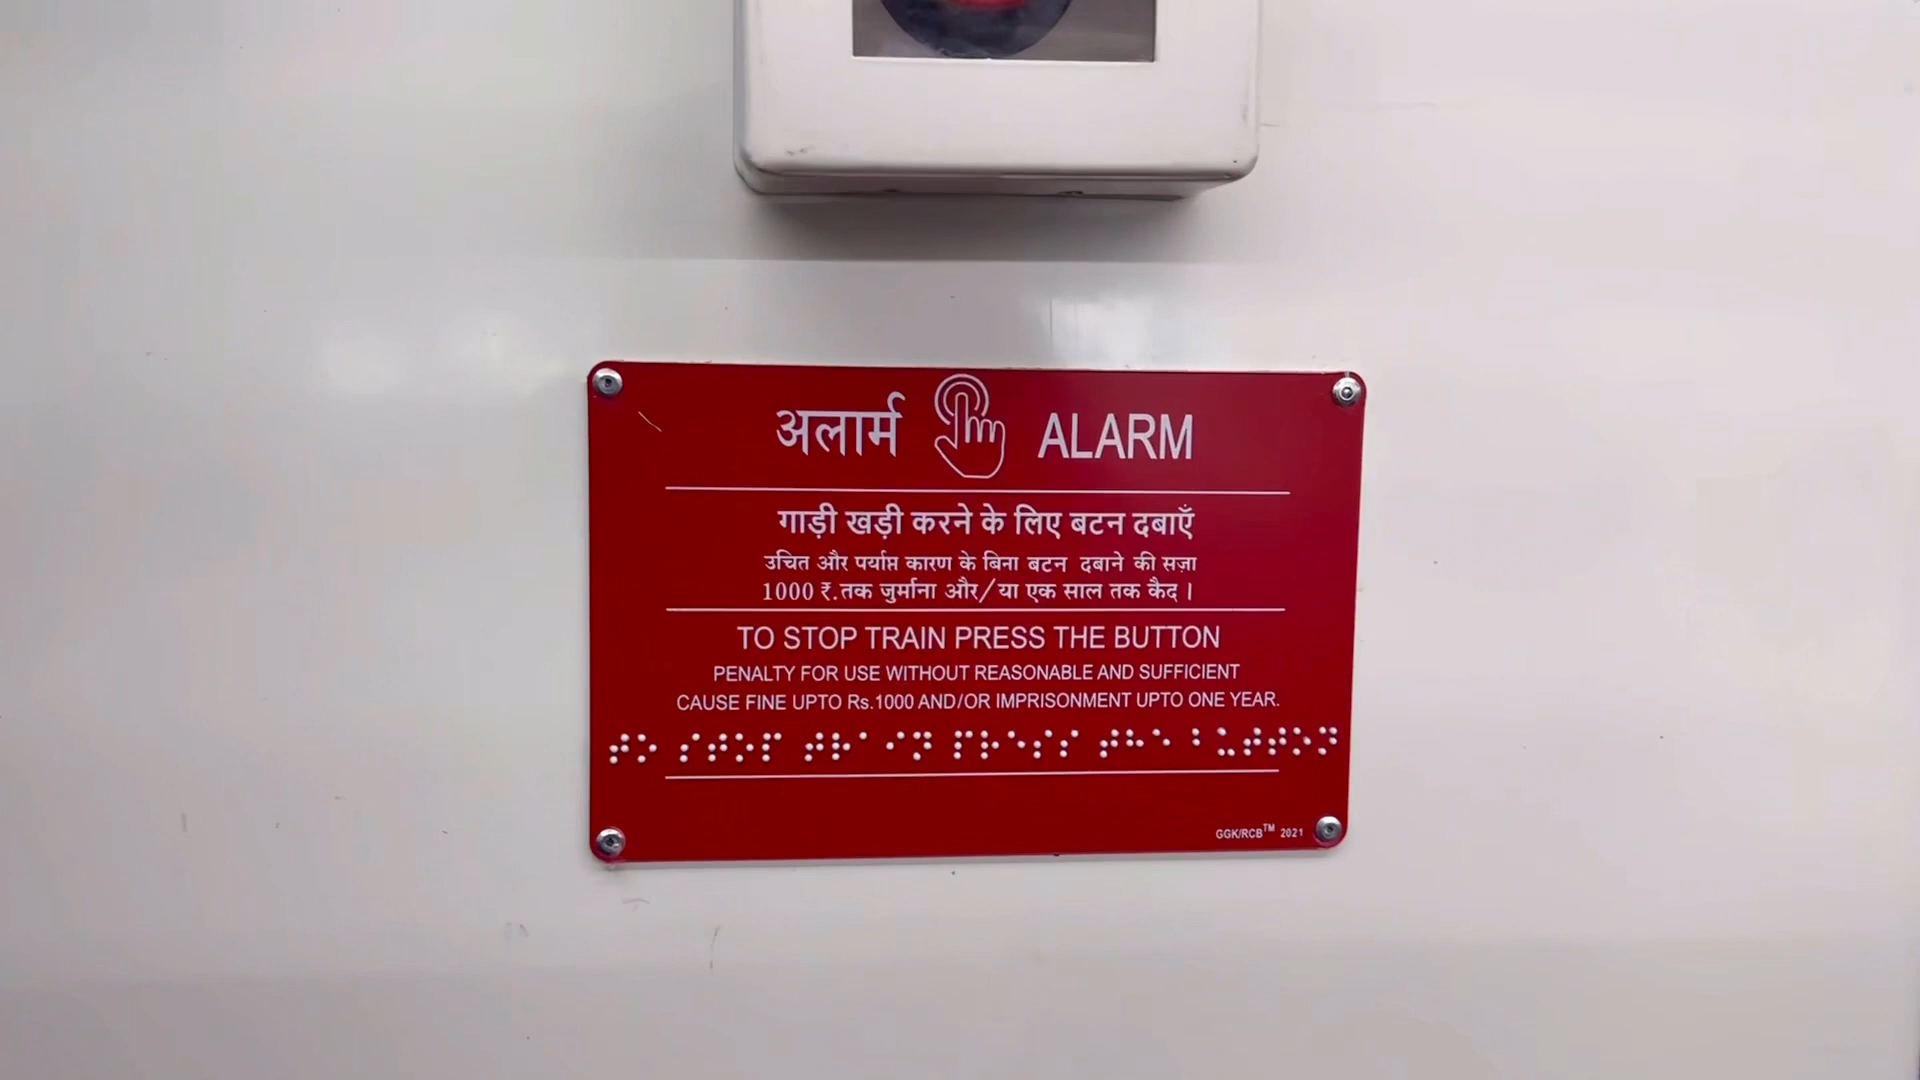 अलार्म ALARM
गाड़ी खड़ी करने के लिए बटन दबाएँ
उचित और पर्याप्त कारण के बिना बटन दबाने की सज़ा
1000 ₹.तक जुर्माना और/या एक साल तक कैद।
TO STOP TRAIN PRESS THE BUTTON
PENALTY FOR USE WITHOUT REASONABLE AND SUFFICIENT
CAUSE FINE UPTO Rs.1000 AND/OR IMPRISONMENT UPTO ONE YEAR.
⠞⠕ ⠎⠞⠕⠏ ⠞⠗⠁⠊⠝ ⠏⠗⠑⠎⠎ ⠞⠓⠑ ⠃⠥⠞⠞⠕⠝
GGK/RCB™ 2021